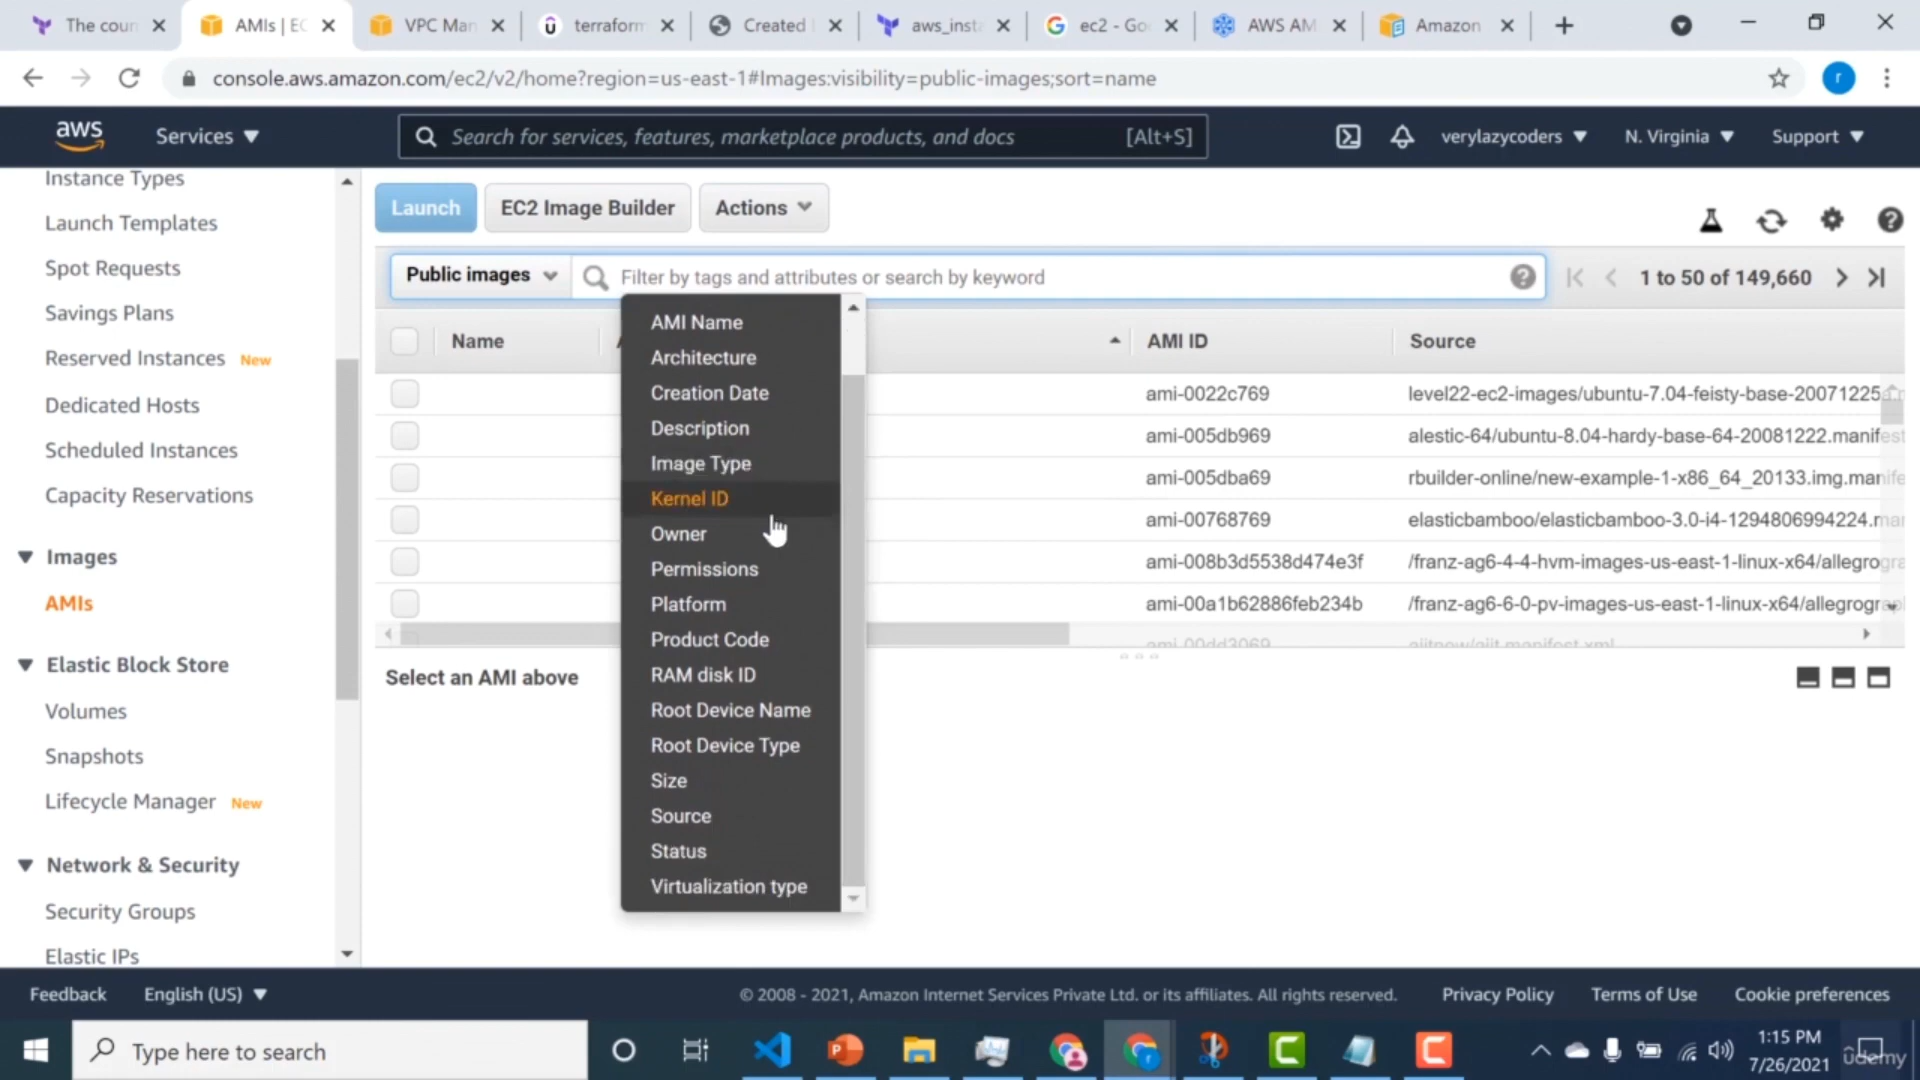 The coun
AMIs | EC
VPC Man
terraform
Created
aws_insta
ec2 - Goo
AWS AM
Amazon
console.aws.amazon.com/ec2/v2/home?region=us-east-1#Images:visibility=public-images;sort=name
r
aws
Services
Search for services, features, marketplace products, and docs
[Alt+S]
verylazycoders
N. Virginia
Support
Instance Types
Launch Templates
Spot Requests
Savings Plans
Reserved Instances New
Dedicated Hosts
Scheduled Instances
Capacity Reservations
Images
AMIs
Elastic Block Store
Volumes
Snapshots
Lifecycle Manager New
Network & Security
Security Groups
Elastic IPs
Launch
EC2 Image Builder
Actions
Public images
Filter by tags and attributes or search by keyword
1 to 50 of 149,660
Name
AMI ID
Source
ami-0022c769 level22-ec2-images/ubuntu-7.04-feisty-base-20071225a
ami-005db969 alestic-64/ubuntu-8.04-hardy-base-64-20081222.manifest
ami-005dba69 rbuilder-online/new-example-1-x86_64_20133.img.manife
ami-00768769 elasticbamboo/elasticbamboo-3.0-i4-1294806994224.ma
ami-008b3d5538d474e3f /franz-ag6-4-4-hvm-images-us-east-1-linux-x64/allegrogra
ami-00a1b62886feb234b /franz-ag6-6-0-pv-images-us-east-1-linux-x64/allegrogr
ami-00dd3069
AMI Name
Architecture
Creation Date
Description
Image Type
Kernel ID
Owner
Permissions
Platform
Product Code
RAM disk ID
Root Device Name
Root Device Type
Size
Source
Status
Virtualization type
Select an AMI above
Feedback
English (US)
© 2008 - 2021, Amazon Internet Services Private Ltd. or its affiliates. All rights reserved.
Privacy Policy
Terms of Use
Cookie preferences
Type here to search
1:15 PM
7/26/2021
ûdemy